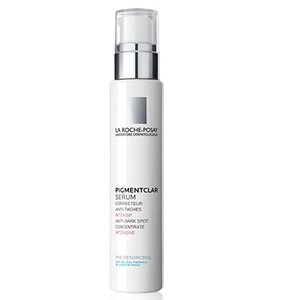 LA ROCHE-POSAY
LABORATOIRE DERMATOLOGIQUE
PIGMENTCLAR
SERUM
CORRECTEUR
ANTI-TACHES
INTENSIF
ANTI-DARK SPOT
CONCENTRATE
INTENSIVE
PHE-RESORCINOL